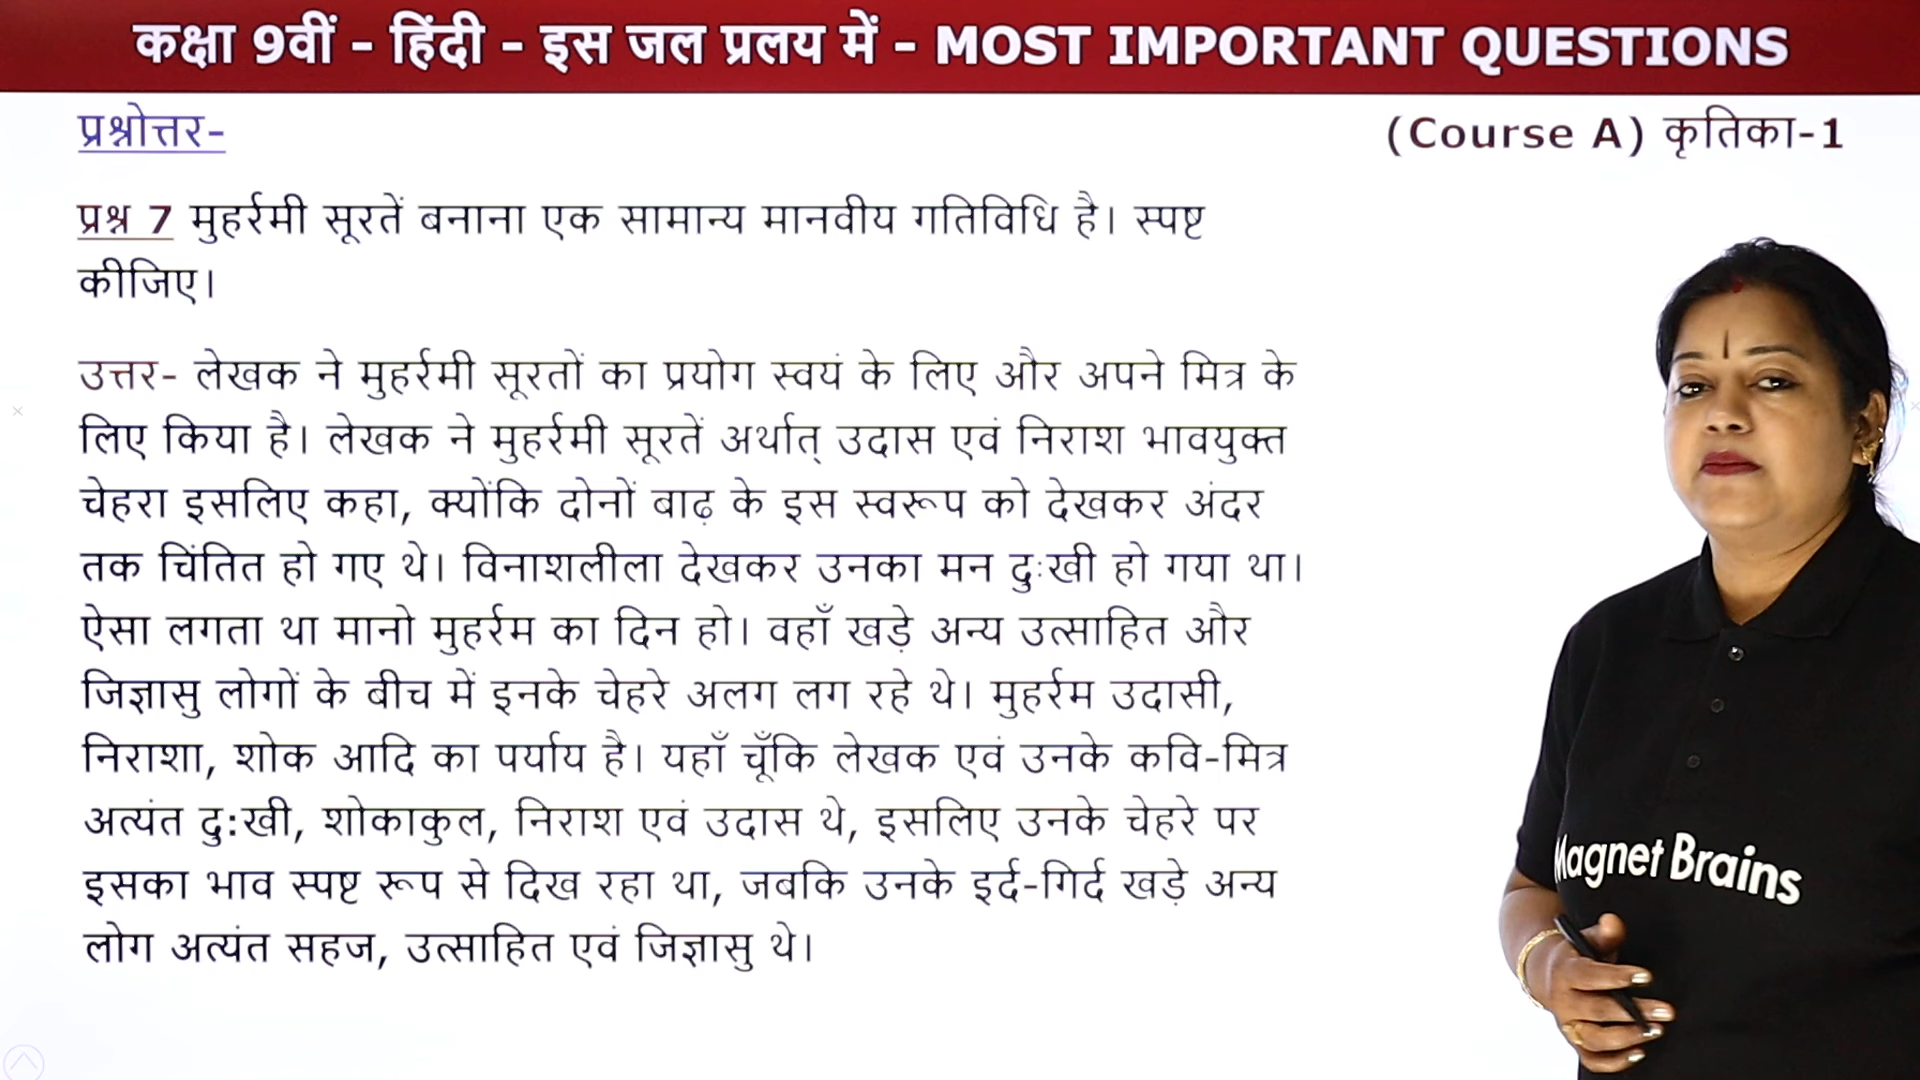 कक्षा 9वीं - हिंदी - इस जल प्रलय में - MOST IMPORTANT QUESTIONS
प्रश्नोत्तर-
(Course A) कृतिका-1
प्रश्न 7 मुहर्रमी सूरतें बनाना एक सामान्य मानवीय गतिविधि है। स्पष्ट
कीजिए।
उत्तर- लेखक ने मुहर्रमी सूरतों का प्रयोग स्वयं के लिए और अपने मित्र के
लिए किया है। लेखक ने मुहर्रमी सूरतें अर्थात् उदास एवं निराश भावयुक्त
चेहरा इसलिए कहा, क्योंकि दोनों बाढ़ के इस स्वरूप को देखकर अंदर
तक चिंतित हो गए थे। विनाशलीला देखकर उनका मन दुःखी हो गया था।
ऐसा लगता था मानो मुहर्रम का दिन हो। वहाँ खड़े अन्य उत्साहित और
जिज्ञासु लोगों के बीच में इनके चेहरे अलग लग रहे थे। मुहर्रम उदासी,
निराशा, शोक आदि का पर्याय है। यहाँ चूँकि लेखक एवं उनके कवि-मित्र
अत्यंत दु:खी, शोकाकुल, निराश एवं उदास थे, इसलिए उनके चेहरे पर
इसका भाव स्पष्ट रूप से दिख रहा था, जबकि उनके इर्द-गिर्द खड़े अन्य
लोग अत्यंत सहज, उत्साहित एवं जिज्ञासु थे।
Magnet Brains